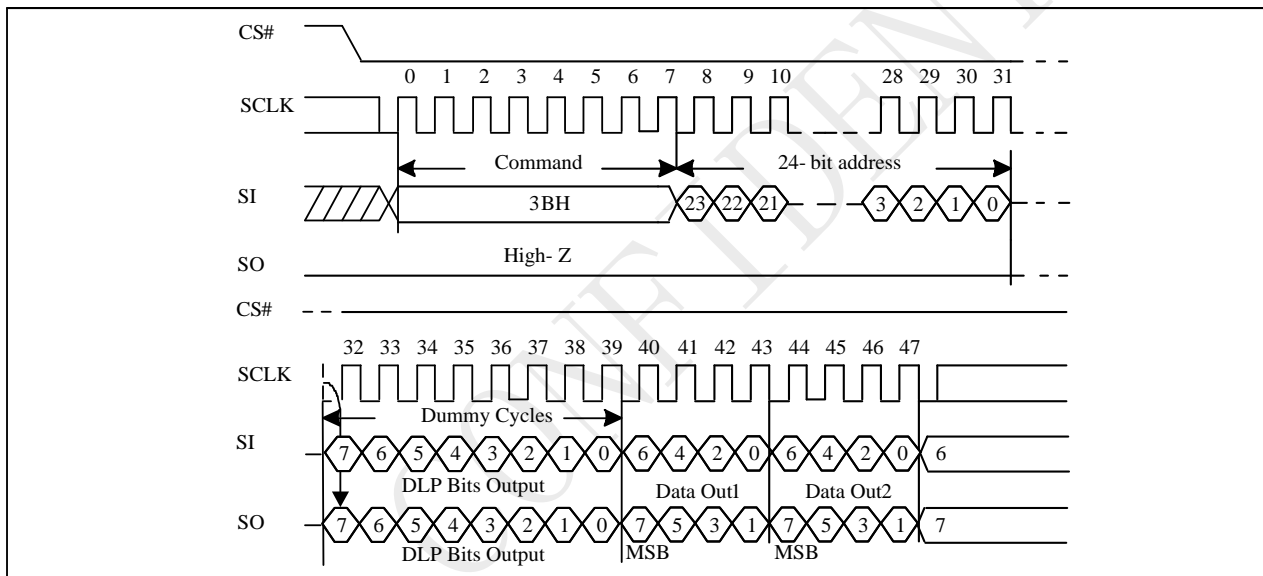 CS#
0 1 2 3 4 5 6 7 8 9 10 28 29 30 31
SCLK
Command 24- bit address
SI 3BH 23 22 21 3 2 1 0
High- Z
SO
CS#
32 33 34 35 36 37 38 39 40 41 42 43 44 45 46 47
SCLK
Dummy Cycles
SI 7 6 5 4 3 2 1 0 6 4 2 0 6 4 2 0 6
DLP Bits Output Data Out1 Data Out2
SO 7 6 5 4 3 2 1 0 7 5 3 1 7 5 3 1 7
DLP Bits Output MSB MSB
CONFIDEN